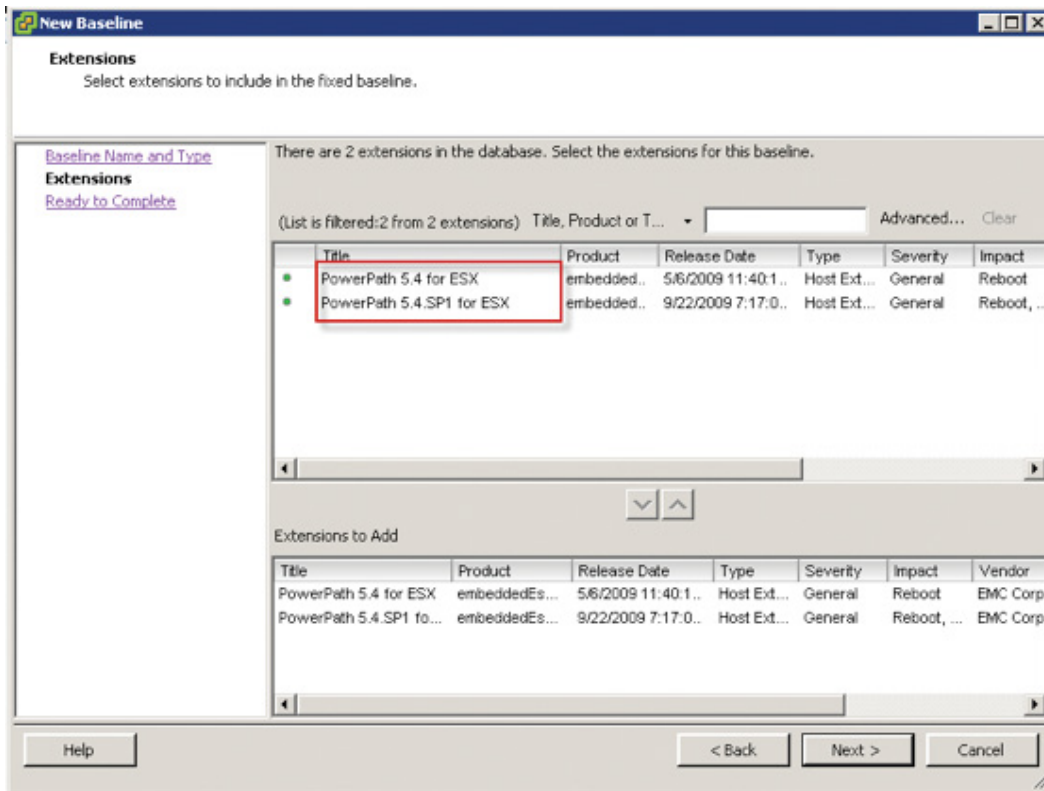 New Baseline
Extensions
Select extensions to include in the fixed baseline.
Baseline Name and Type
Extensions
Ready to Complete
There are 2 extensions in the database. Select the extensions for this baseline.
(List is filtered:2 from 2 extensions) Title, Product or T... Advanced... Clear
Title Product Release Date Type Severity Impact
PowerPath 5.4 for ESX embedded.. 5/6/2009 11:40:1.. Host Ext... General Reboot
PowerPath 5.4.SP1 for ESX embedded.. 9/22/2009 7:17:0.. Host Ext... General Reboot, ..
Extensions to Add
Title Product Release Date Type Severity Impact Vendor
PowerPath 5.4 for ESX embeddedEs... 5/6/2009 11:40:1.. Host Ext... General Reboot EMC Corp
PowerPath 5.4.SP1 fo... embeddedEs... 9/22/2009 7:17:0.. Host Ext... General Reboot, ... EMC Corp
Help < Back Next > Cancel